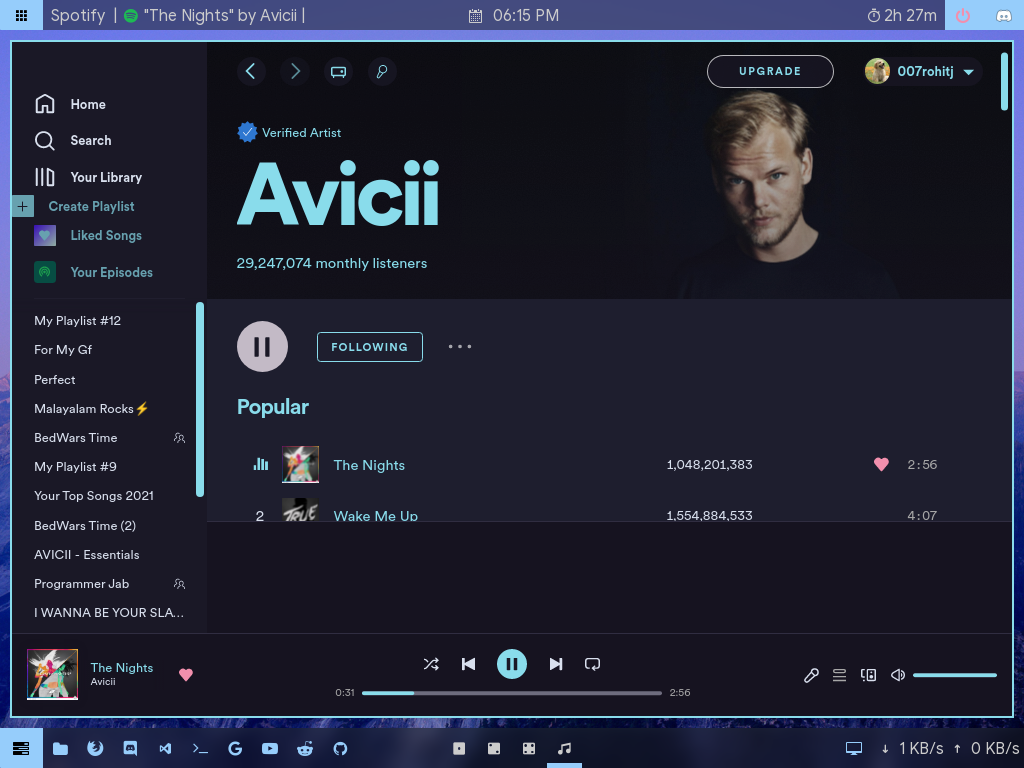 Spotify | "The Nights" by Avicii |
06:15 PM
2h 27m
UPGRADE
007rohitj
Home
Search
Your Library
Create Playlist
Liked Songs
Your Episodes
My Playlist #12
For My Gf
Perfect
Malayalam Rocks⚡
BedWars Time
My Playlist #9
Your Top Songs 2021
BedWars Time (2)
AVICII - Essentials
Programmer Jab
I WANNA BE YOUR SLA...
Verified Artist
Avicii
29,247,074 monthly listeners
FOLLOWING
Popular
The Nights 1,048,201,383 2:56
2 TRUE Wake Me Up 1,554,884,533 4:07
The Nights
Avicii
0:31 2:56
1 KB/s 0 KB/s